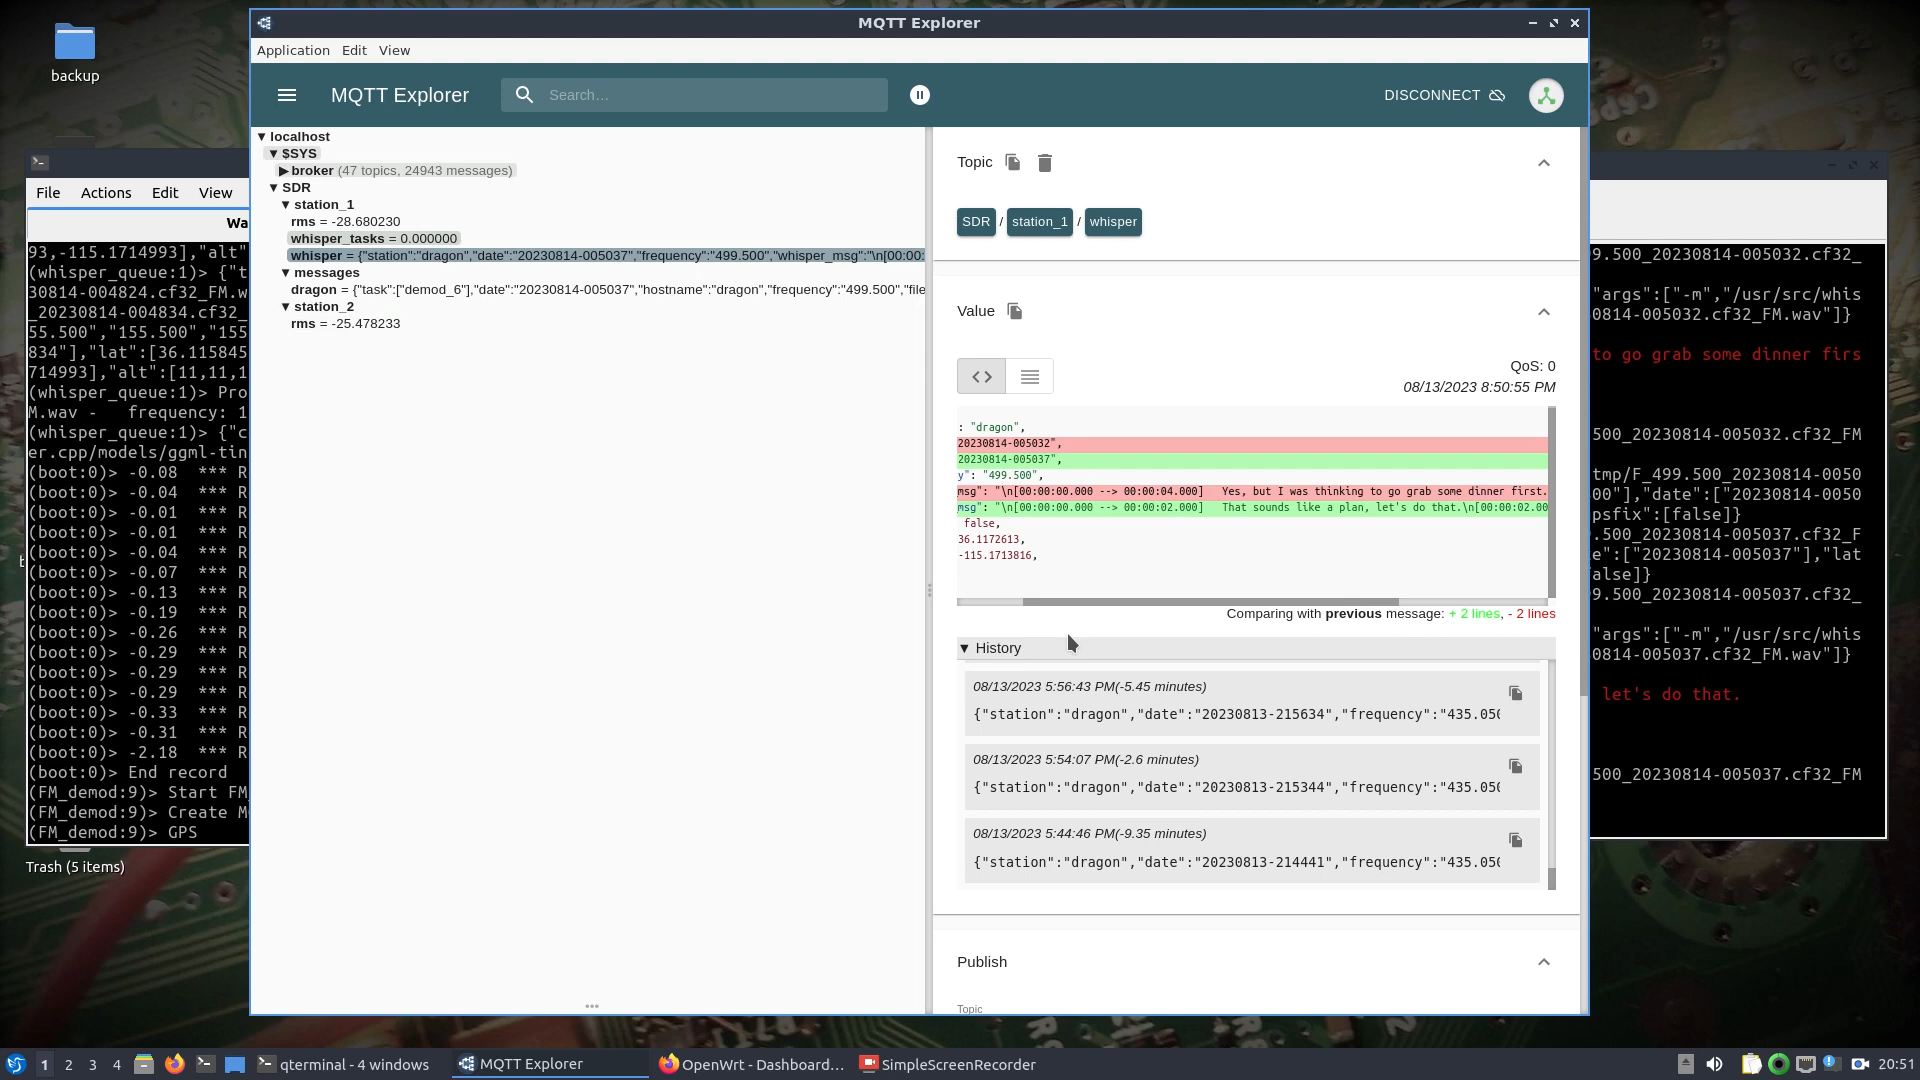 backup
MQTT Explorer
Application Edit View
MQTT Explorer
Search…
DISCONNECT
localhost
$SYS
broker (47 topics, 24943 messages)
SDR
station_1
rms = -28.680230
whisper_tasks = 0.000000
whisper = {"station":"dragon","date":"20230814-005037","frequency":"499.500","whisper_msg":"\n[00:00:
messages
dragon = {"task":["demod_6"],"date":"20230814-005037","hostname":"dragon","frequency":"499.500","file
station_2
rms = -25.478233
Topic
SDR / station_1 / whisper
Value
QoS: 0
08/13/2023 8:50:55 PM
: "dragon",
20230814-005032",
20230814-005037",
y": "499.500",
msg": "\n[00:00:00.000 --> 00:00:04.000]   Yes, but I was thinking to go grab some dinner first.
msg": "\n[00:00:00.000 --> 00:00:02.000]   That sounds like a plan, let's do that.\n[00:00:02.00
false,
36.1172613,
-115.1713816,
Comparing with previous message: + 2 lines, - 2 lines
History
08/13/2023 5:56:43 PM(-5.45 minutes)
{"station":"dragon","date":"20230813-215634","frequency":"435.050
08/13/2023 5:54:07 PM(-2.6 minutes)
{"station":"dragon","date":"20230813-215344","frequency":"435.050
08/13/2023 5:44:46 PM(-9.35 minutes)
{"station":"dragon","date":"20230813-214441","frequency":"435.050
Publish
Topic
File Actions Edit View
Wa
93,-115.1714993],"alt"
(whisper_queue:1)> {"t
30814-004824.cf32_FM.w
_20230814-004834.cf32_
55.500","155.500","155
834"],"lat":[36.115845
714993],"alt":[11,11,1
(whisper_queue:1)> Pro
M.wav -   frequency: 1
(whisper_queue:1)> {"c
er.cpp/models/ggml-tin
(boot:0)> -0.08  *** R
(boot:0)> -0.04  *** R
(boot:0)> -0.01  *** R
(boot:0)> -0.01  *** R
(boot:0)> -0.04  *** R
(boot:0)> -0.07  *** R
(boot:0)> -0.13  *** R
(boot:0)> -0.19  *** R
(boot:0)> -0.26  *** R
(boot:0)> -0.29  *** R
(boot:0)> -0.29  *** R
(boot:0)> -0.29  *** R
(boot:0)> -0.33  *** R
(boot:0)> -0.31  *** R
(boot:0)> -2.18  *** R
(boot:0)> End record
(FM_demod:9)> Start FM
(FM_demod:9)> Create M
(FM_demod:9)> GPS
Trash (5 items)
9.500_20230814-005032.cf32_
"args":["-m","/usr/src/whis
0814-005032.cf32_FM.wav"]}
to go grab some dinner firs
500_20230814-005032.cf32_FM
tmp/F_499.500_20230814-0050
00"],"date":["20230814-0050
psfix":[false]}
.500_20230814-005037.cf32_F
e":["20230814-005037"],"lat
alse]}
9.500_20230814-005037.cf32_
"args":["-m","/usr/src/whis
0814-005037.cf32_FM.wav"]}
let's do that.
500_20230814-005037.cf32_FM
1 2 3 4 qterminal - 4 windows MQTT Explorer OpenWrt - Dashboard... SimpleScreenRecorder 20:51